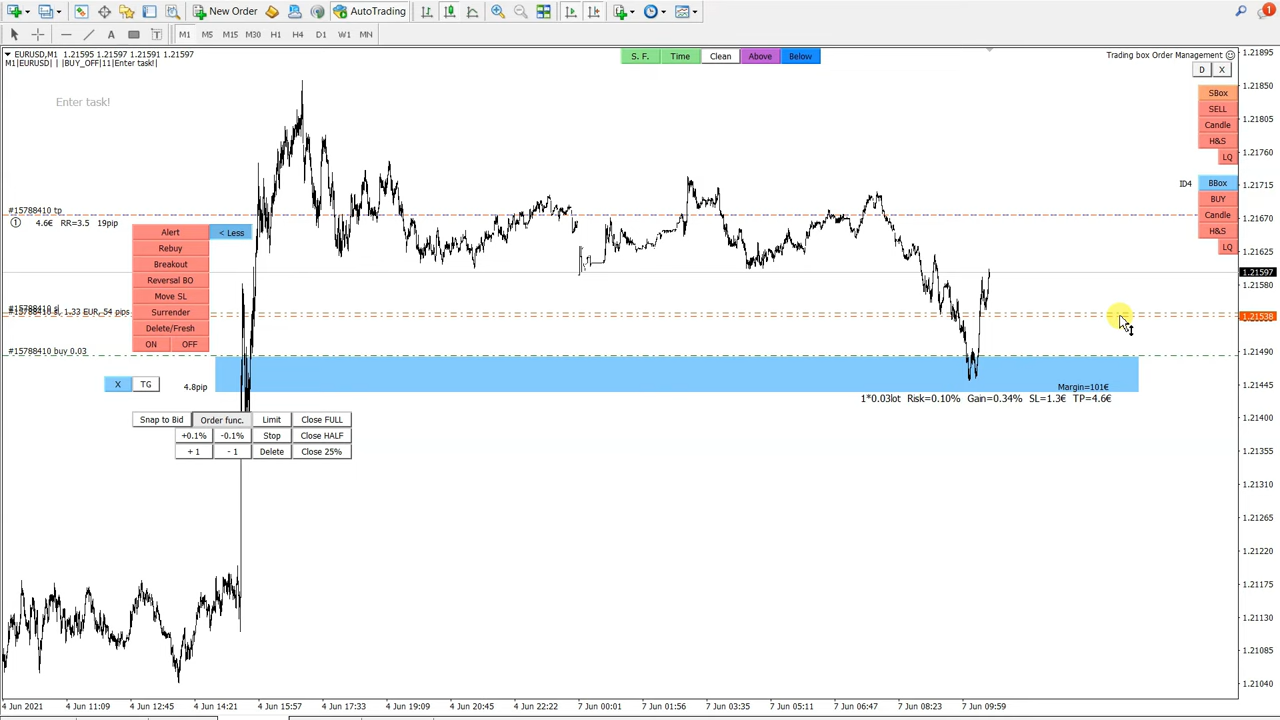 New Order
AutoTrading
1
A
T
M1
M5
M15
M30
H1
H4
D1
W1
MN
EURUSD,M1 1.21595 1.21597 1.21591 1.21597
M1|EURUSD| | |BUY_OFF|11|Enter task!|
S. F.
Time
Clean
Above
Below
Trading box Order Management
D
X
Enter task!
SBox
SELL
Candle
H&S
LQ
ID4
BBox
BUY
Candle
H&S
LQ
#15788410 tp
1 4.6€ RR=3.5 19pip
Alert
< Less
Rebuy
Breakout
Reversal BO
Move SL
Surrender
Delete/Fresh
ON
OFF
1.33 EUR, 54 pips
#15788410 buy 0.03
X
TG
4.8pip
Margin=101€
1*0.03lot Risk=0.10% Gain=0.34% SL=1.3€ TP=4.6€
Snap to Bid
Order func.
Limit
Close FULL
+0.1%
-0.1%
Stop
Close HALF
+ 1
- 1
Delete
Close 25%
1.21895
1.21850
1.21805
1.21760
1.21715
1.21670
1.21625
1.21597
1.21580
1.21538
1.21490
1.21445
1.21400
1.21355
1.21310
1.21265
1.21220
1.21175
1.21130
1.21085
1.21040
4 Jun 2021
4 Jun 11:09
4 Jun 12:45
4 Jun 14:21
4 Jun 15:57
4 Jun 17:33
4 Jun 19:09
4 Jun 20:45
4 Jun 22:22
7 Jun 00:01
7 Jun 01:56
7 Jun 03:35
7 Jun 05:11
7 Jun 06:47
7 Jun 08:23
7 Jun 09:59